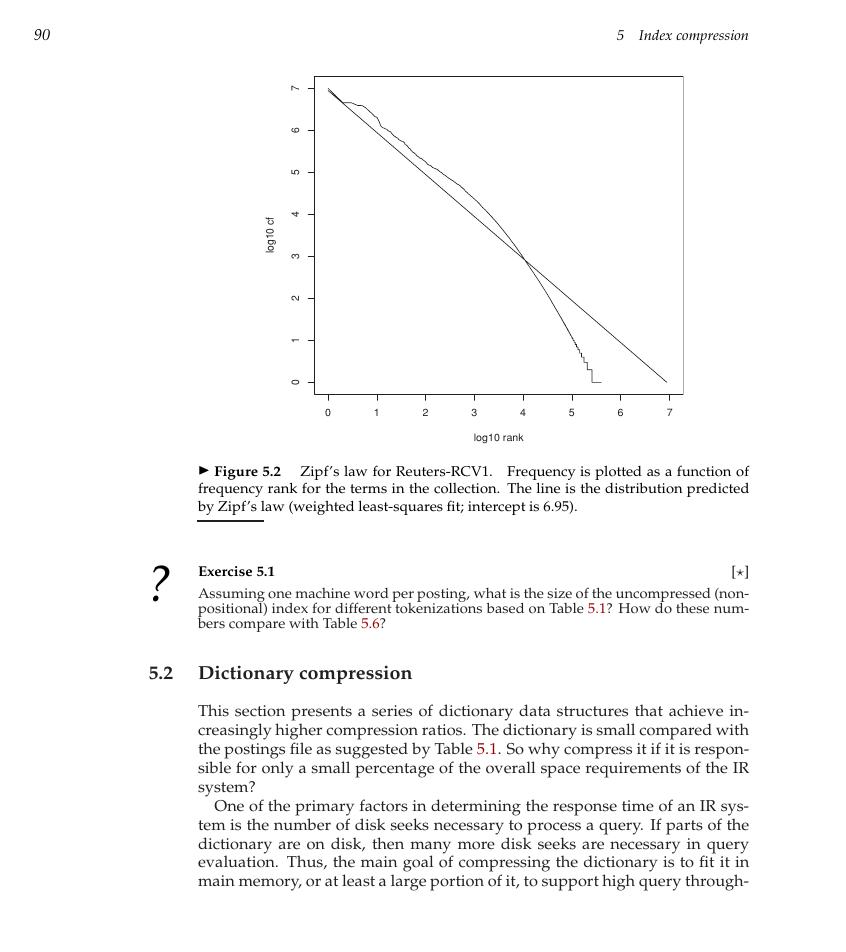 90
5 Index compression
7
6
5
4
3
2
1
0
log10 cf
0 1 2 3 4 5 6 7
log10 rank
► Figure 5.2 Zipf’s law for Reuters-RCV1. Frequency is plotted as a function of
frequency rank for the terms in the collection. The line is the distribution predicted
by Zipf’s law (weighted least-squares fit; intercept is 6.95).
?
Exercise 5.1 [⋆]
Assuming one machine word per posting, what is the size of the uncompressed (non-
positional) index for different tokenizations based on Table 5.1? How do these num-
bers compare with Table 5.6?
5.2 Dictionary compression
This section presents a series of dictionary data structures that achieve in-
creasingly higher compression ratios. The dictionary is small compared with
the postings file as suggested by Table 5.1. So why compress it if it is respon-
sible for only a small percentage of the overall space requirements of the IR
system?
One of the primary factors in determining the response time of an IR sys-
tem is the number of disk seeks necessary to process a query. If parts of the
dictionary are on disk, then many more disk seeks are necessary in query
evaluation. Thus, the main goal of compressing the dictionary is to fit it in
main memory, or at least a large portion of it, to support high query through-